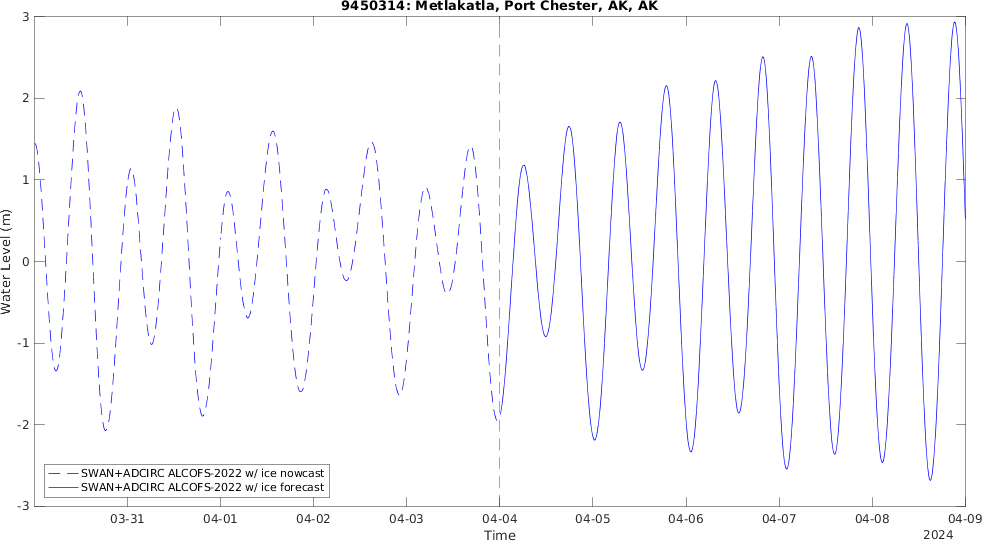 9450314: Metlakatla, Port Chester, AK, AK
3
2
1
0
-1
-2
-3
Water Level (m)
SWAN+ADCIRC ALCOFS-2022 w/ ice nowcast
SWAN+ADCIRC ALCOFS-2022 w/ ice forecast
03-31 04-01 04-02 04-03 04-04 04-05 04-06 04-07 04-08 04-09
Time
2024